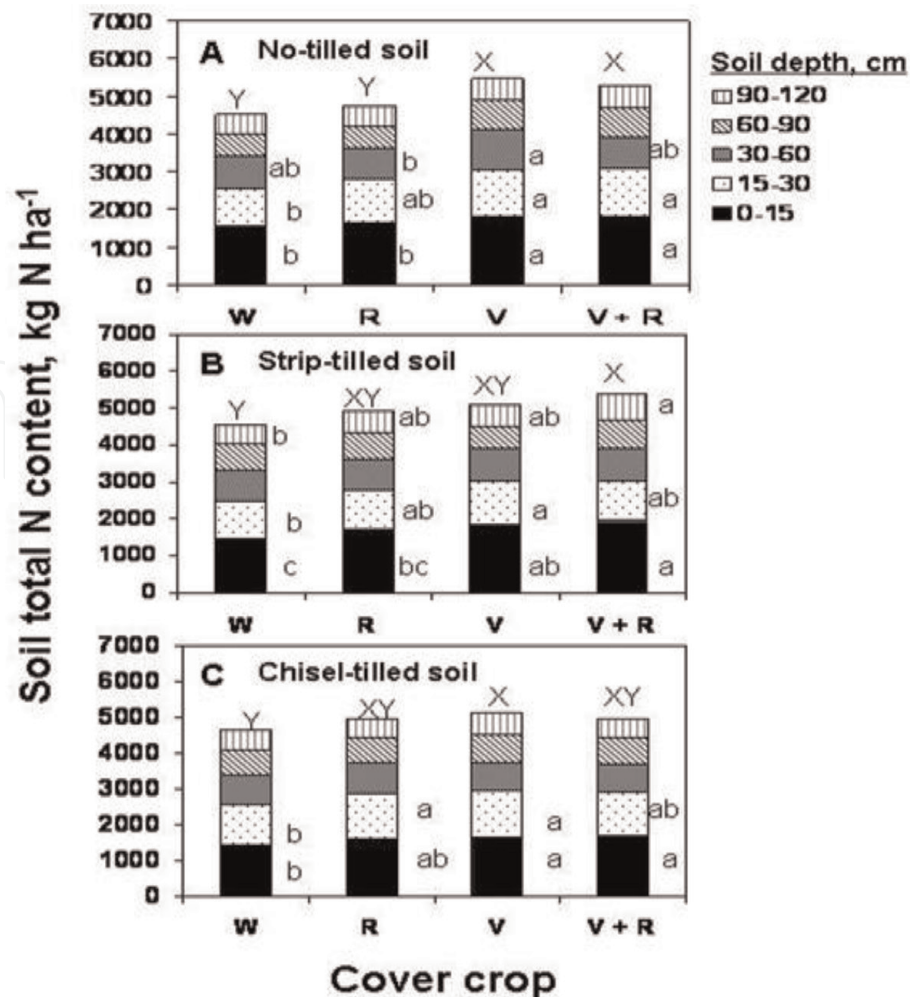 Soil total N content, kg N ha-1
7000
6000
5000
4000
3000
2000
1000
0
A No-tilled soil
Y Y X X
ab b a ab
b ab a a
b b a a
W R V V + R
Soil depth, cm
90-120
60-90
30-60
15-30
0-15
7000
6000
5000
4000
3000
2000
1000
0
B Strip-tilled soil
Y XY XY X
b ab ab a
b ab a ab
c bc ab a
W R V V + R
7000
6000
5000
4000
3000
2000
1000
0
C Chisel-tilled soil
Y XY X XY
b a a ab
b ab a a
W R V V + R
Cover crop